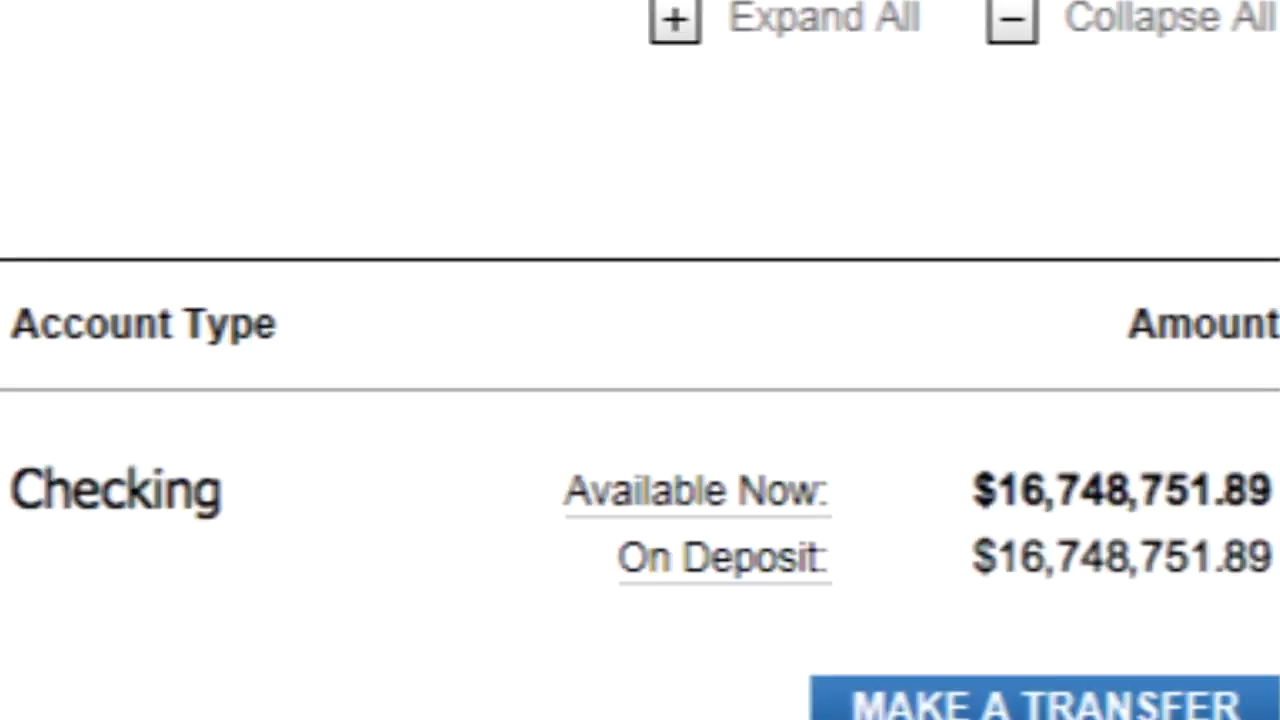 + Expand All − Collapse All
Account Type Amount
Checking Available Now: $16,748,751.89
On Deposit: $16,748,751.89
MAKE A TRANSFER